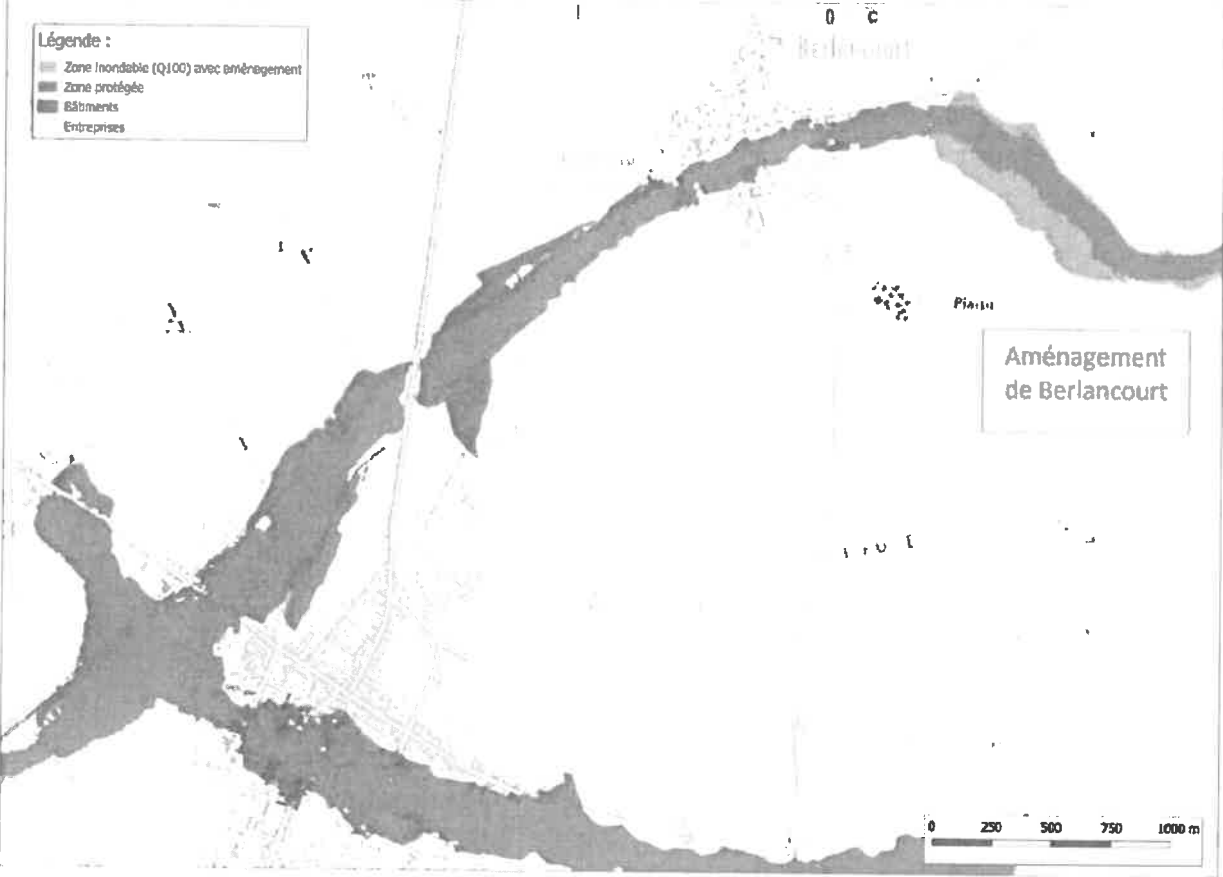 Légende :
Zone inondable (Q100) avec aménagement
Zone protégée
Bâtiments
Entreprises
Aménagement
de Berlancourt
0 250 500 750 1000 m